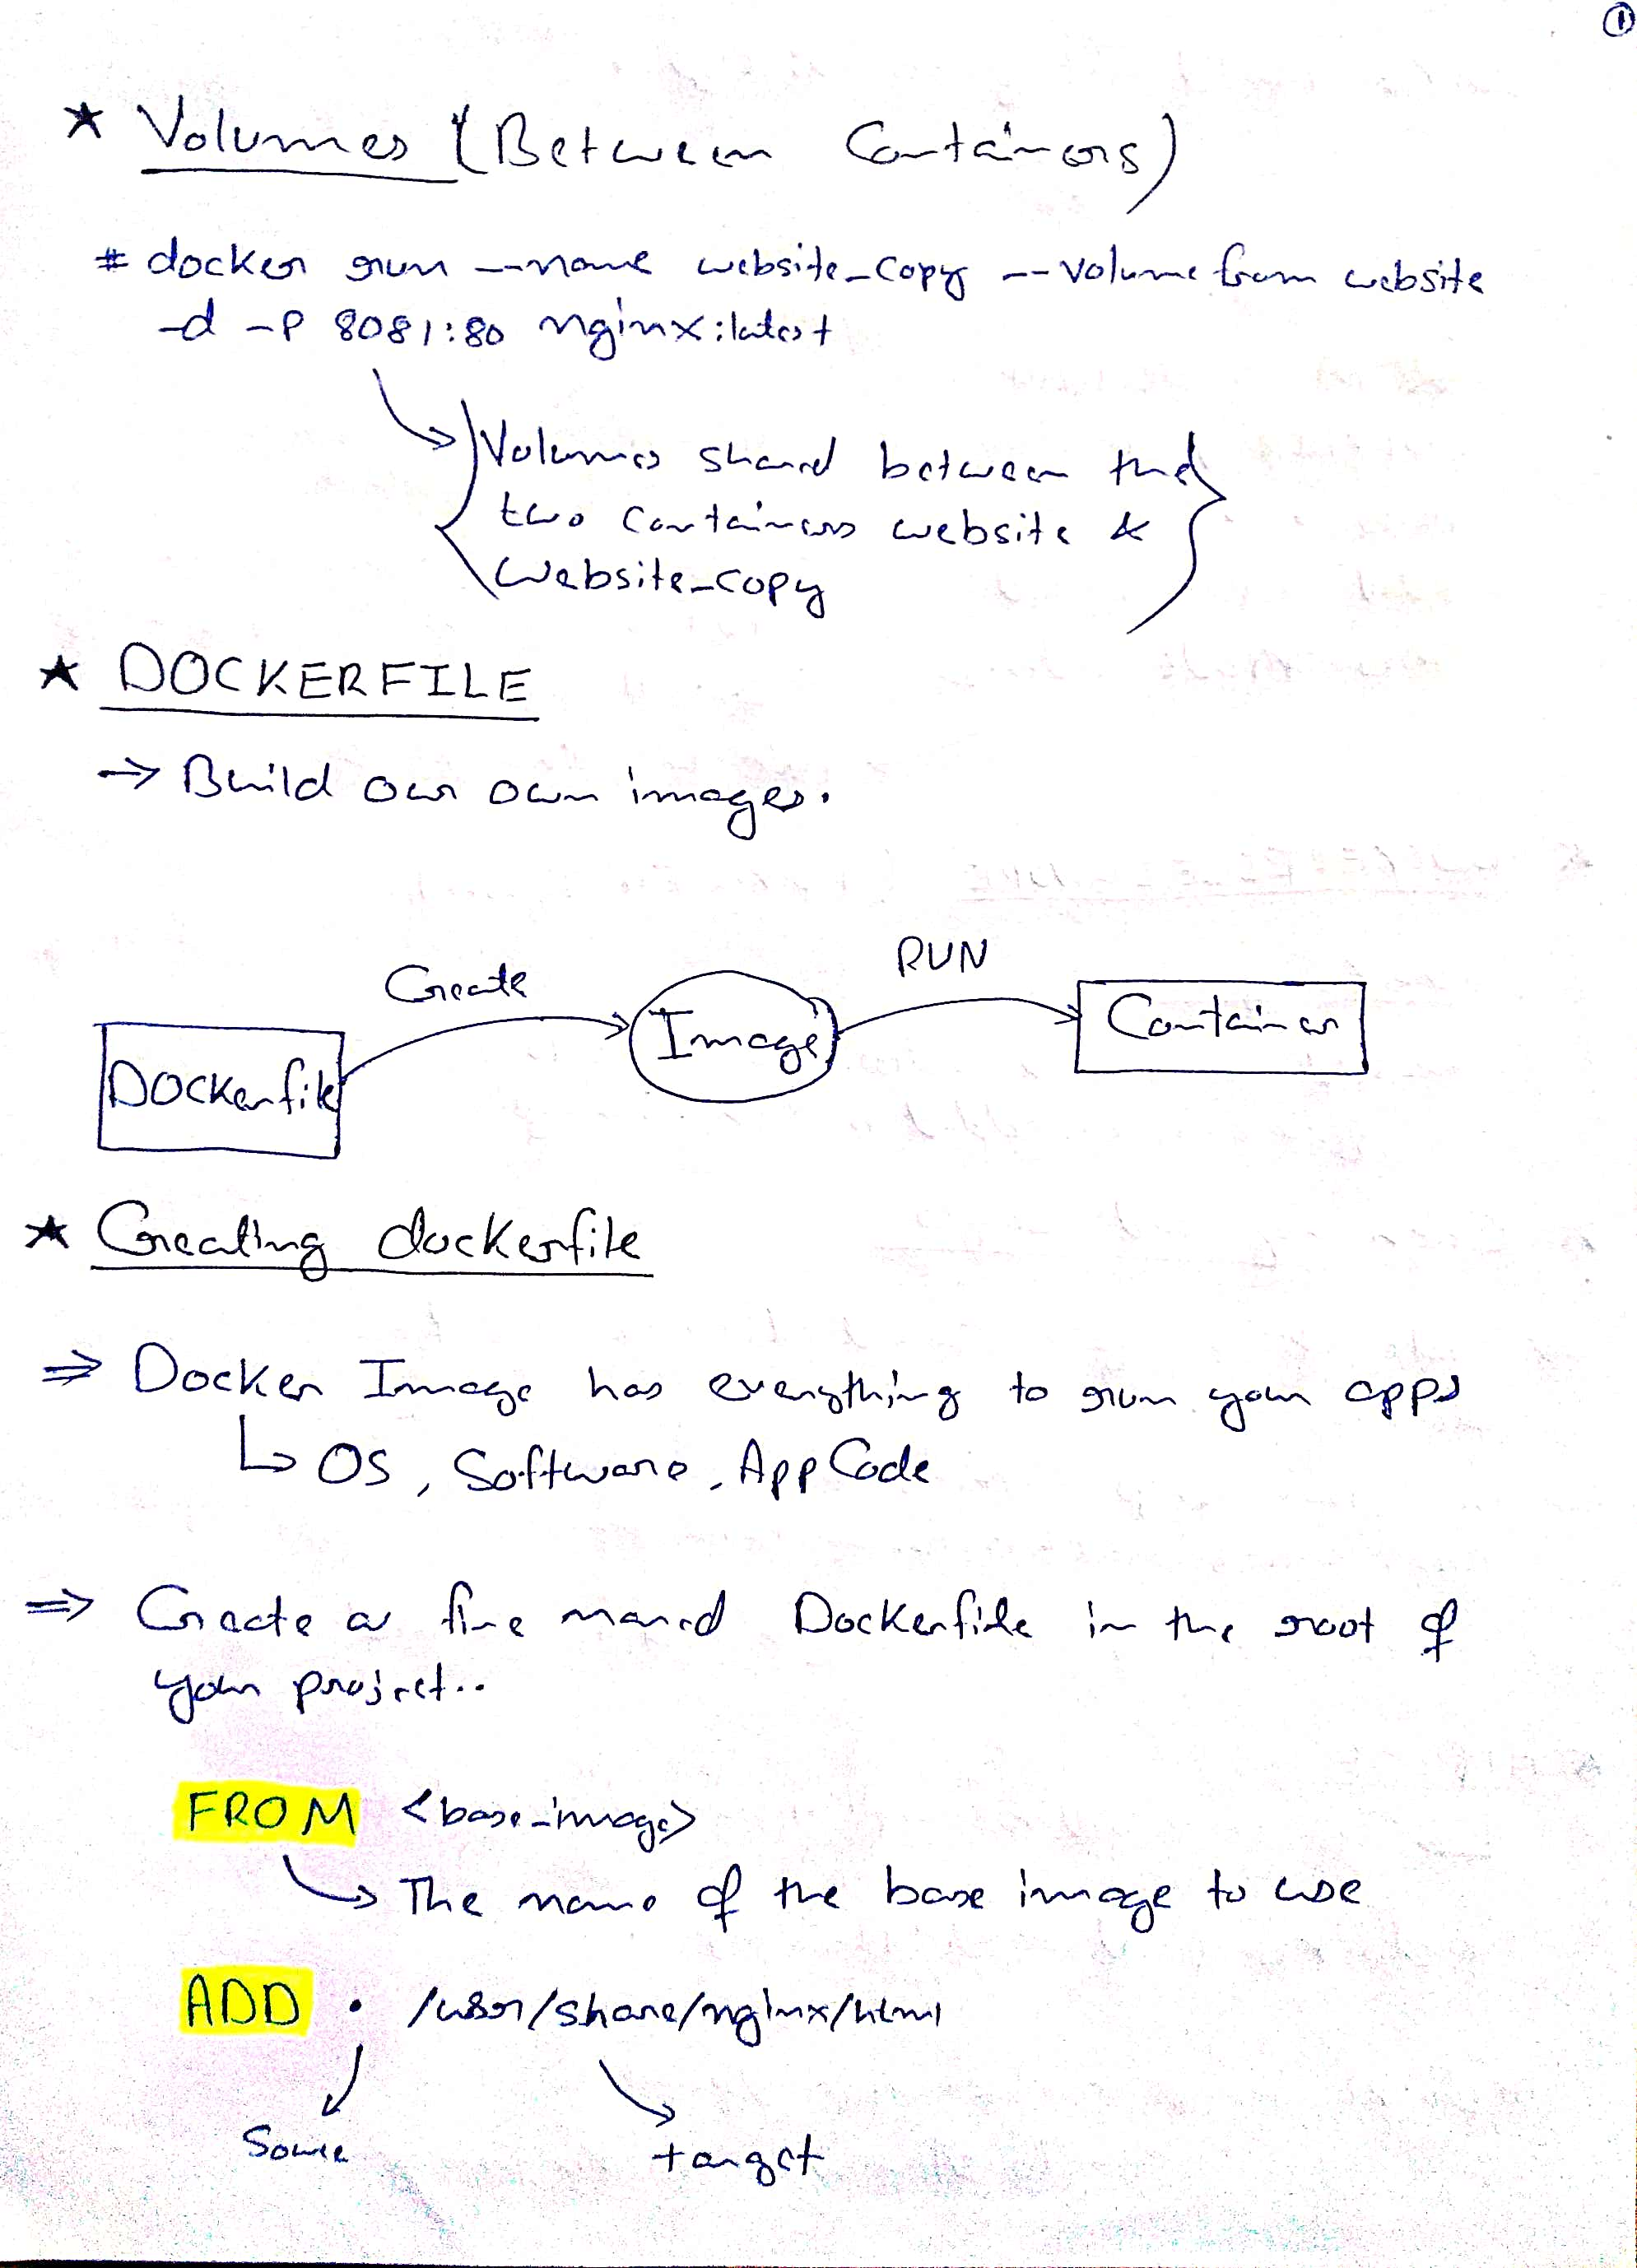 ①
★ Volumes (Between Containers)
# docker run --name website_copy --volume from website
-d -p 8081:80 nginx:latest
Volumes shared between the
two containers website &
website_copy
★ DOCKERFILE
→ Build our own images.
Create
RUN
Dockerfile
Image
Container
★ Creating dockerfile
⇒ Docker Image has everything to run your apps
↳ OS, Software, App Code
⇒ Create a fine named Dockerfile in the root of
your project..
FROM <base-image>
The name of the base image to use
ADD . /usr/share/nginx/html
Source
target